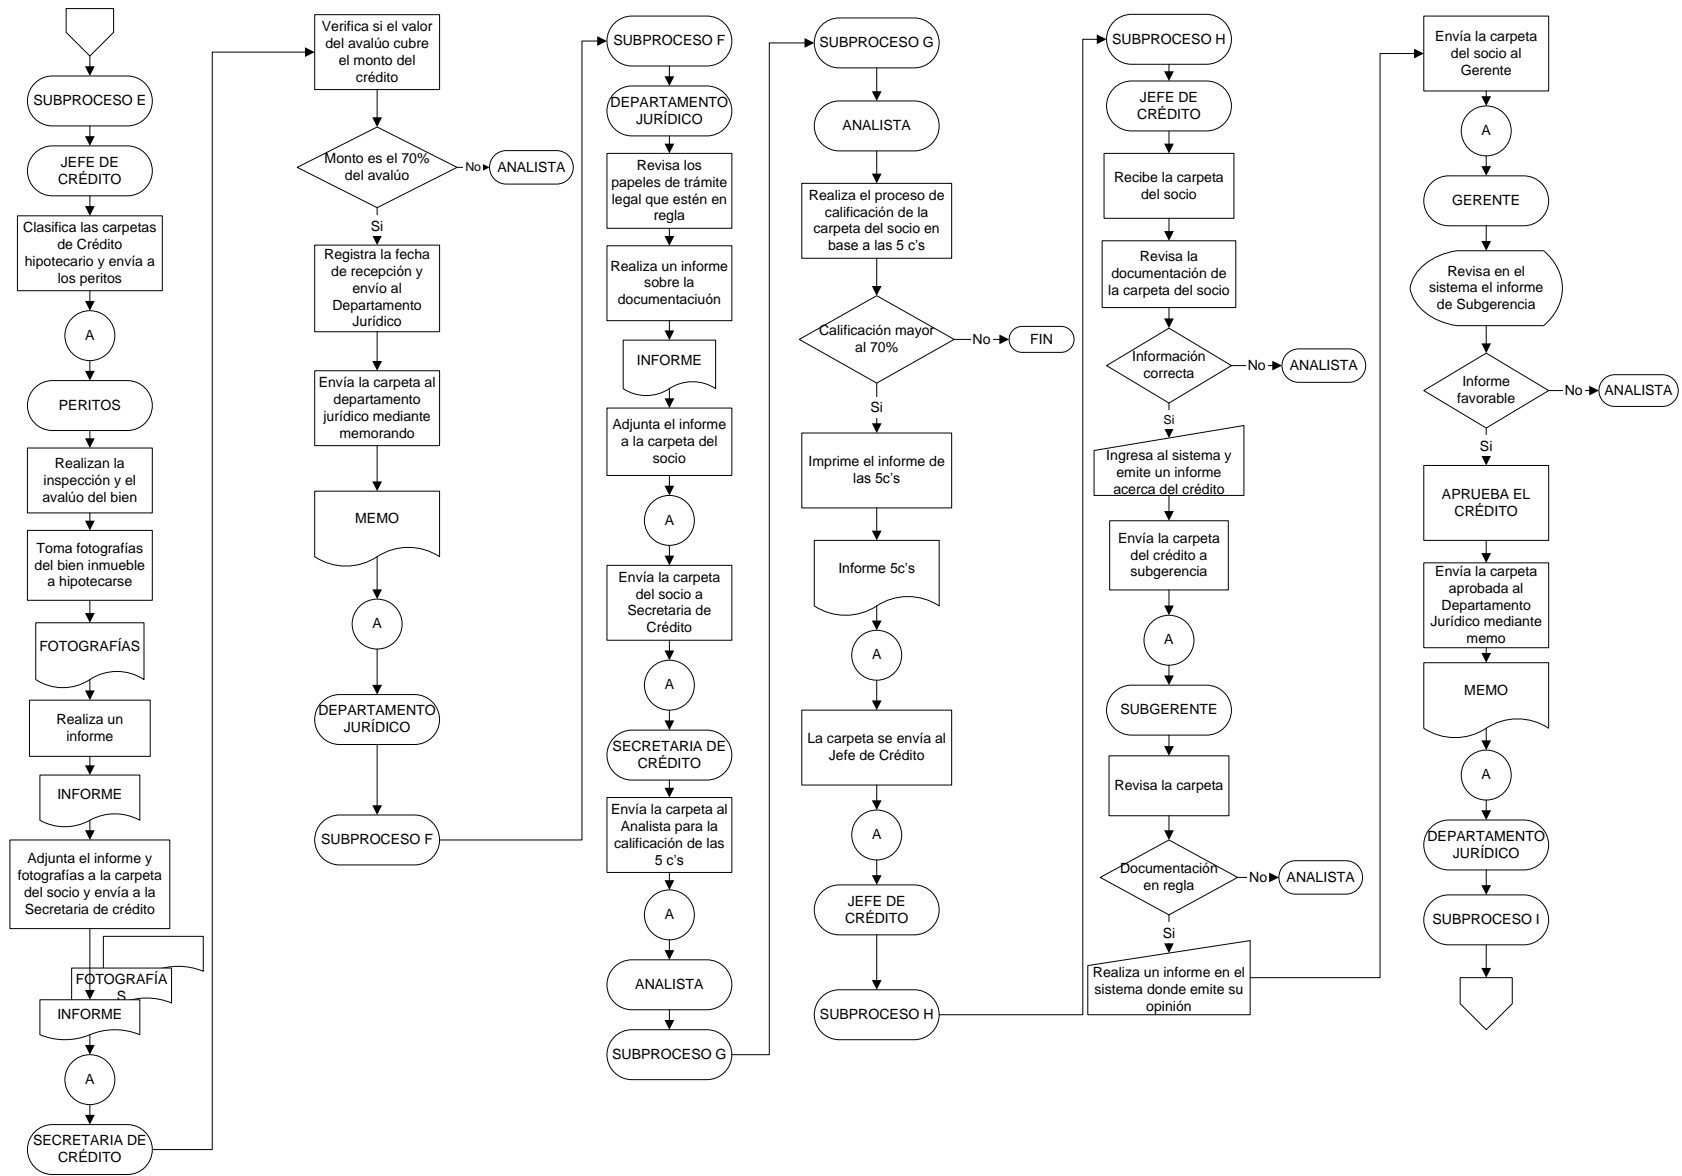 SUBPROCESO E
JEFE DE
CRÉDITO
Clasifica las carpetas
de Crédito
hipotecario y envía a
los peritos
A
PERITOS
Realizan la
inspección y el
avalúo del bien
Toma fotografías
del bien inmueble
a hipotecarse
FOTOGRAFÍAS
Realiza un
informe
INFORME
Adjunta el informe y
fotografías a la carpeta
del socio y envía a la
Secretaria de crédito
FOTOGRAFÍA
S
INFORME
A
SECRETARIA DE
CRÉDITO
Verifica si el valor
del avalúo cubre
el monto del
crédito
Monto es el 70%
del avalúo
No
ANALISTA
Si
Registra la fecha
de recepción y
envío al
Departamento
Jurídico
Envía la carpeta al
departamento
jurídico mediante
memorando
MEMO
A
DEPARTAMENTO
JURÍDICO
SUBPROCESO F
SUBPROCESO F
DEPARTAMENTO
JURÍDICO
Revisa los
papeles de trámite
legal que estén en
regla
Realiza un informe
sobre la
documentaciuón
INFORME
Adjunta el informe
a la carpeta del
socio
A
Envía la carpeta
del socio a
Secretaria de
Crédito
A
SECRETARIA DE
CRÉDITO
Envía la carpeta al
Analista para la
calificación de las
5 c's
A
ANALISTA
SUBPROCESO G
SUBPROCESO G
ANALISTA
Realiza el proceso de
calificación de la
carpeta del socio en
base a las 5 c's
Calificación mayor
al 70%
No
FIN
Si
Imprime el informe de
las 5c's
Informe 5c's
A
La carpeta se envía al
Jefe de Crédito
A
JEFE DE
CRÉDITO
SUBPROCESO H
SUBPROCESO H
JEFE DE
CRÉDITO
Recibe la carpeta
del socio
Revisa la
documentación de
la carpeta del socio
Información
correcta
No
ANALISTA
Si
Ingresa al sistema y
emite un informe
acerca del crédito
Envía la carpeta
del crédito a
subgerencia
A
SUBGERENTE
Revisa la carpeta
Documentación
en regla
No
ANALISTA
Si
Realiza un informe en el
sistema donde emite su
opinión
Envía la carpeta
del socio al
Gerente
A
GERENTE
Revisa en el
sistema el informe
de Subgerencia
Informe
favorable
No
ANALISTA
Si
APRUEBA EL
CRÉDITO
Envía la carpeta
aprobada al
Departamento
Jurídico mediante
memo
MEMO
A
DEPARTAMENTO
JURÍDICO
SUBPROCESO I